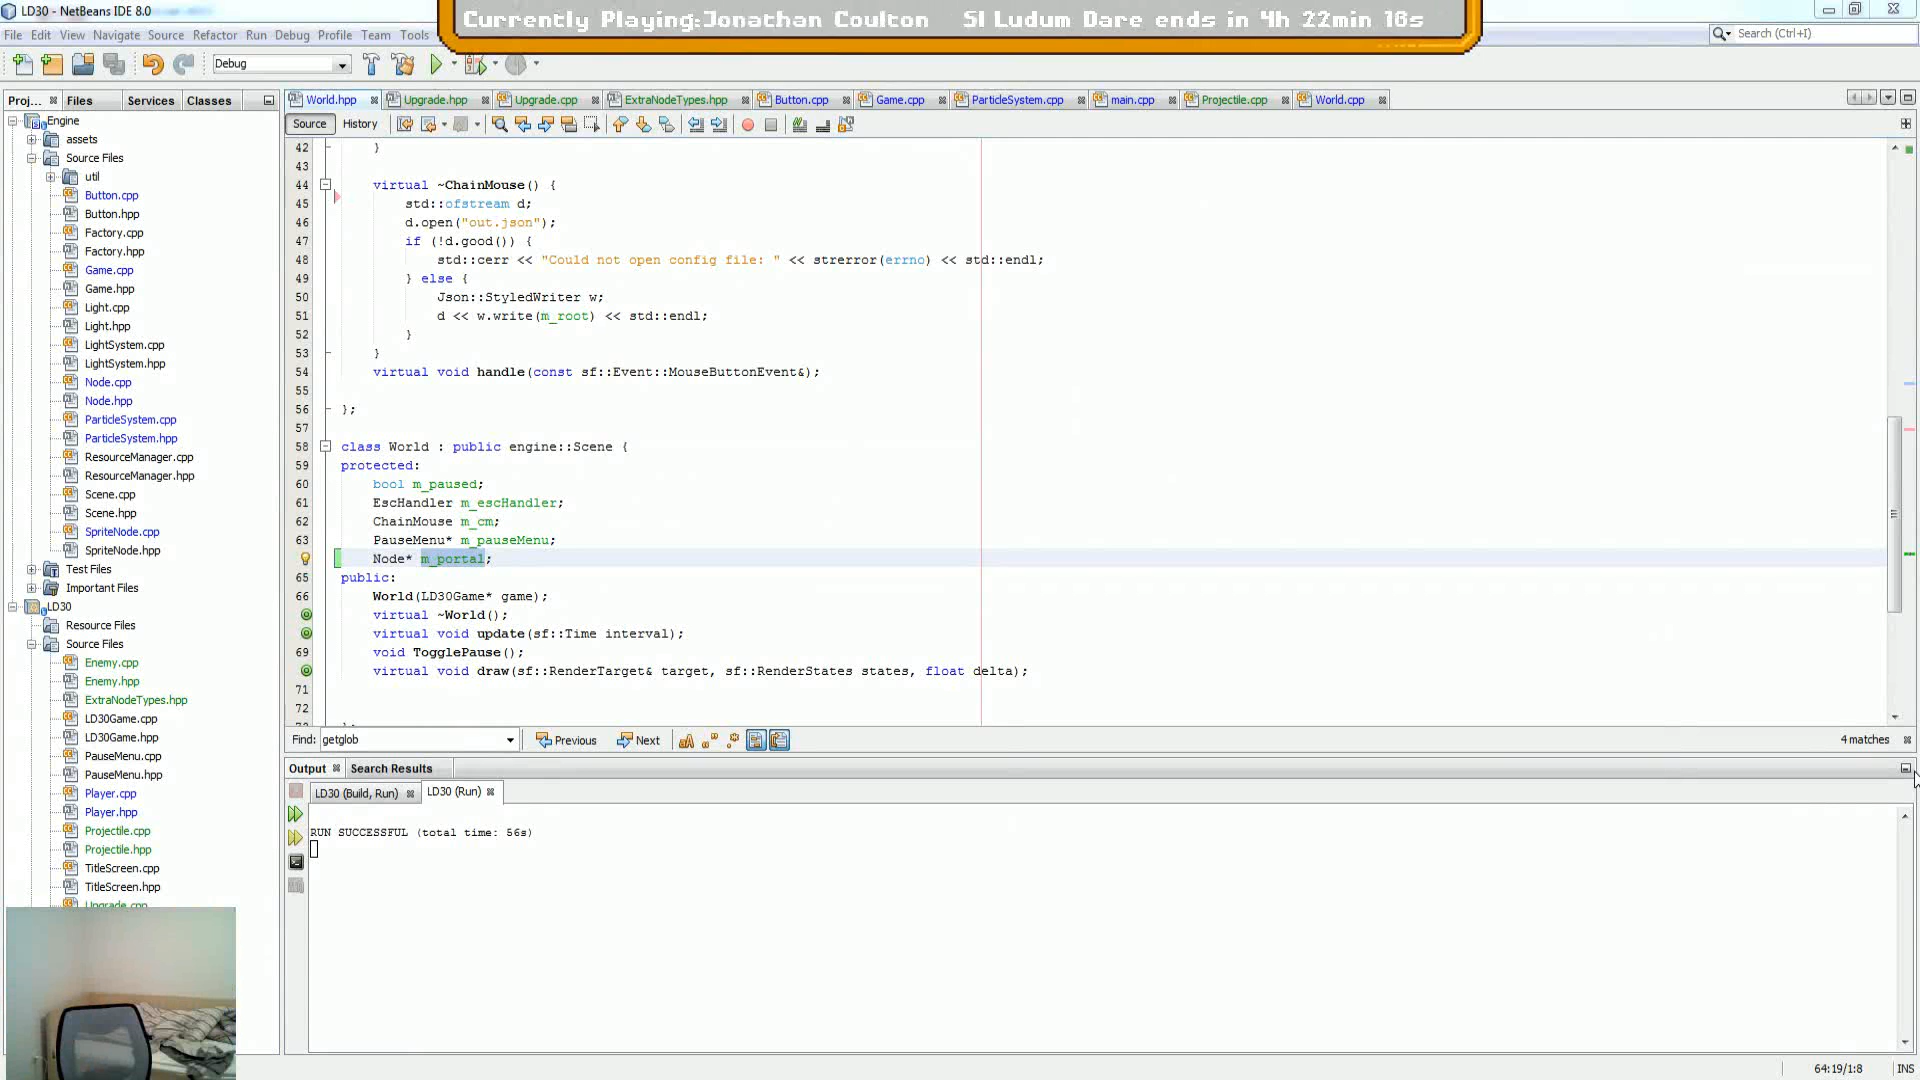 LD30 - NetBeans IDE 8.0
Currently Playing:Jonathan Coulton Sl Ludum Dare ends in 4h 22min 18s
File Edit View Navigate Source Refactor Run Debug Profile Team Tools
Search (Ctrl+I)
Debug
Proj... Files Services Classes
World.hpp Upgrade.hpp Upgrade.cpp ExtraNodeTypes.hpp Button.cpp Game.cpp ParticleSystem.cpp main.cpp Projectile.cpp World.cpp
Source History
Engine
assets
Source Files
util
Button.cpp
Button.hpp
Factory.cpp
Factory.hpp
Game.cpp
Game.hpp
Light.cpp
Light.hpp
LightSystem.cpp
LightSystem.hpp
Node.cpp
Node.hpp
ParticleSystem.cpp
ParticleSystem.hpp
ResourceManager.cpp
ResourceManager.hpp
Scene.cpp
Scene.hpp
SpriteNode.cpp
SpriteNode.hpp
Test Files
Important Files
LD30
Resource Files
Source Files
Enemy.cpp
Enemy.hpp
ExtraNodeTypes.hpp
LD30Game.cpp
LD30Game.hpp
PauseMenu.cpp
PauseMenu.hpp
Player.cpp
Player.hpp
Projectile.cpp
Projectile.hpp
TitleScreen.cpp
TitleScreen.hpp
Upgrade.cpp
42 }
43
44 virtual ~ChainMouse() {
45 std::ofstream d;
46 d.open("out.json");
47 if (!d.good()) {
48 std::cerr << "Could not open config file: " << strerror(errno) << std::endl;
49 } else {
50 Json::StyledWriter w;
51 d << w.write(m_root) << std::endl;
52 }
53 }
54 virtual void handle(const sf::Event::MouseButtonEvent&);
55
56 };
57
58 class World : public engine::Scene {
59 protected:
60 bool m_paused;
61 EscHandler m_escHandler;
62 ChainMouse m_cm;
63 PauseMenu* m_pauseMenu;
Node* m_portal;
65 public:
66 World(LD30Game* game);
virtual ~World();
virtual void update(sf::Time interval);
69 void TogglePause();
virtual void draw(sf::RenderTarget& target, sf::RenderStates states, float delta);
71
72
Find: getglob Previous Next 4 matches
Output Search Results
LD30 (Build, Run) LD30 (Run)
RUN SUCCESSFUL (total time: 56s)
64:19/1:8 INS